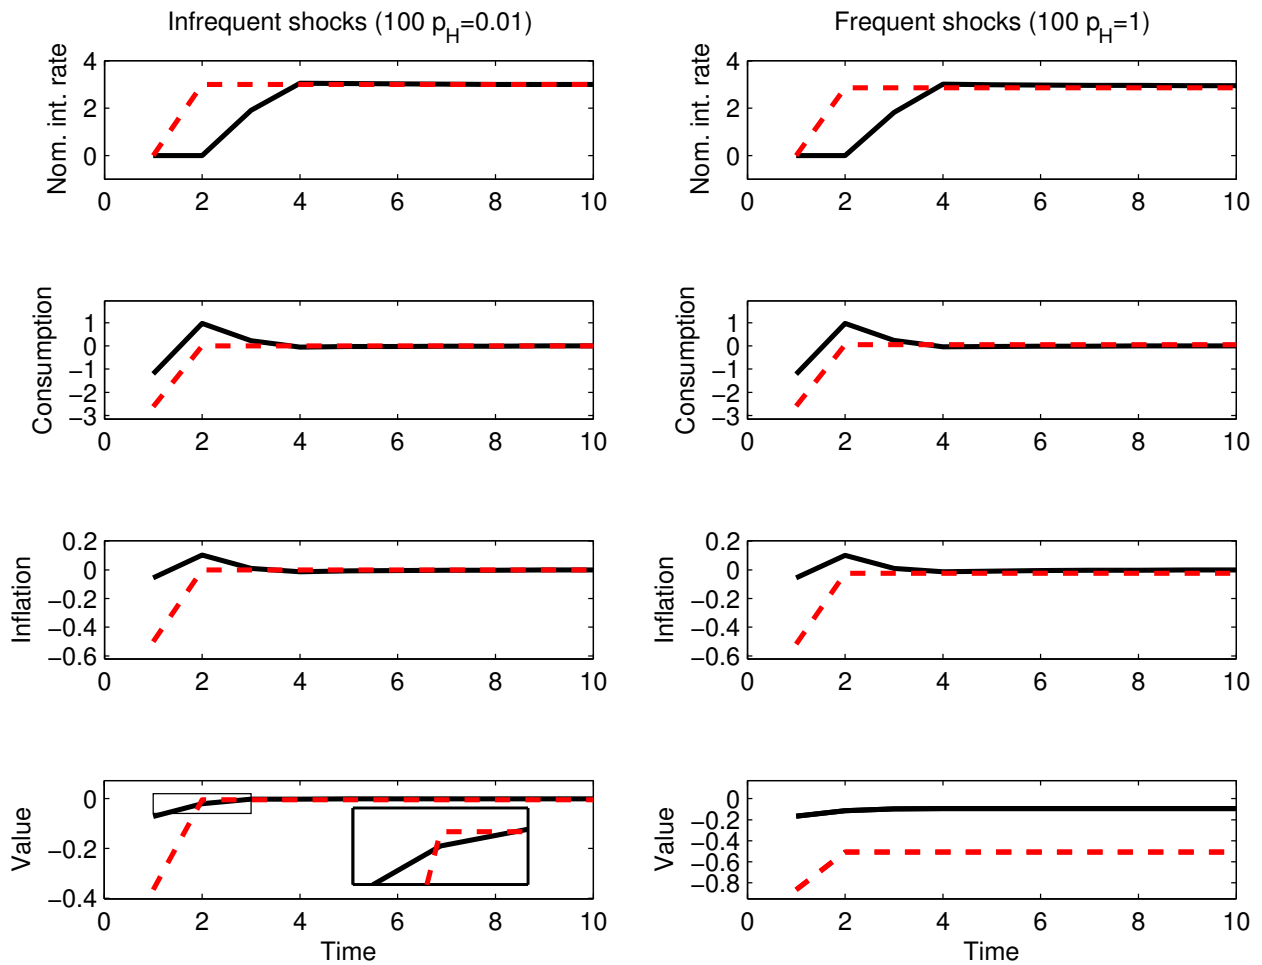 Infrequent shocks (100 p_H=0.01)
Nom. int. rate
4
2
0
0 2 4 6 8 10
Frequent shocks (100 p_H=1)
Nom. int. rate
4
2
0
0 2 4 6 8 10
Consumption
1
0
−1
−2
−3
0 2 4 6 8 10
Consumption
1
0
−1
−2
−3
0 2 4 6 8 10
Inflation
0.2
0
−0.2
−0.4
−0.6
0 2 4 6 8 10
Inflation
0.2
0
−0.2
−0.4
−0.6
0 2 4 6 8 10
Value
0
−0.2
−0.4
0 2 4 6 8 10
Time
Value
0
−0.2
−0.4
−0.6
−0.8
0 2 4 6 8 10
Time